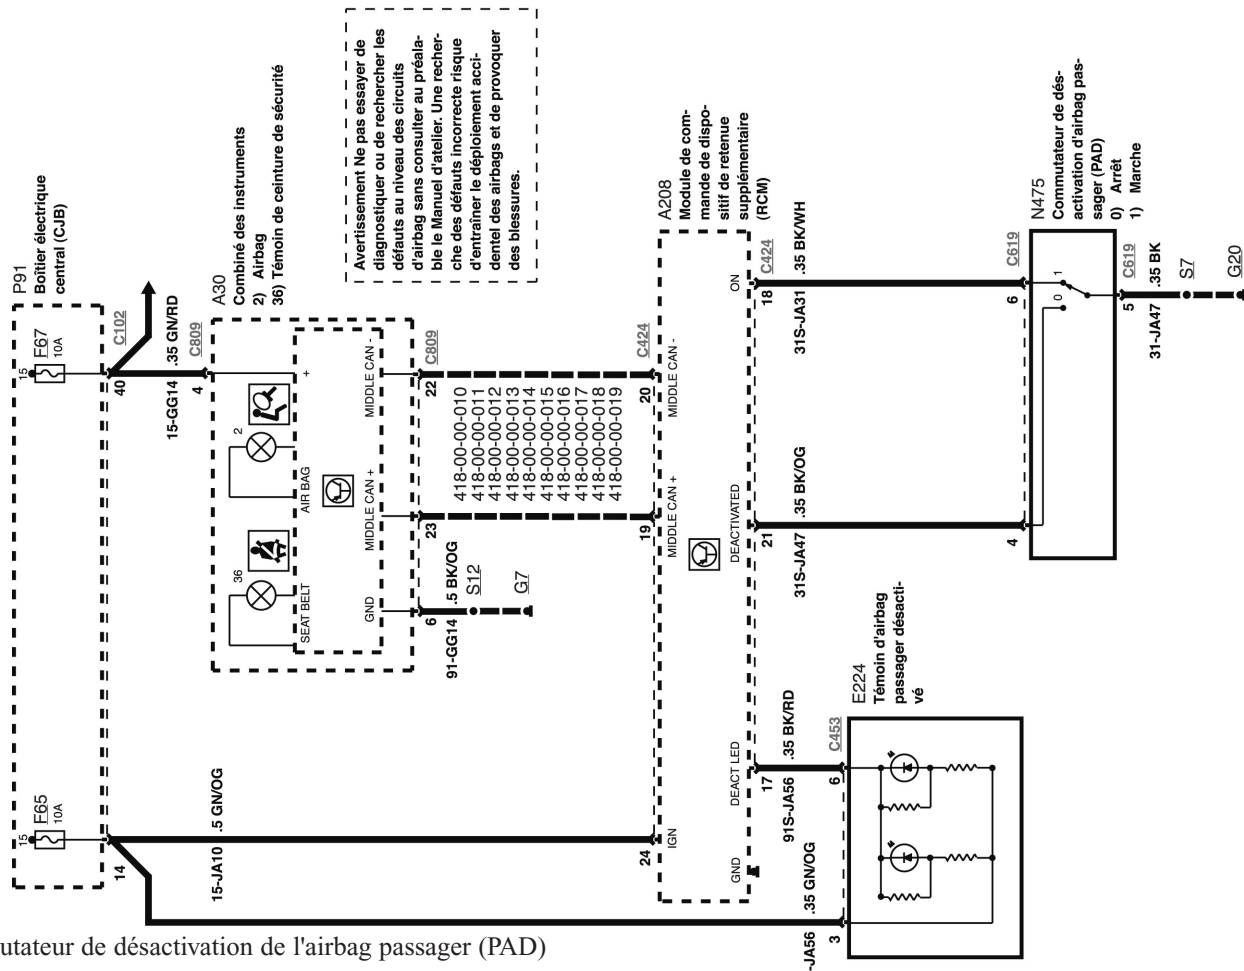 P91
Boîtier électrique
central (CJB)
15
F67
10A
15
F65
10A
C102
40
14
.35 GN/RD
15-GG14
C809
4
A30
Combiné des instruments
2) Airbag
36) Témoin de ceinture de sécurité
Avertissement Ne pas essayer de
diagnostiquer ou de rechercher les
défauts au niveau des circuits
d'airbag sans consulter au préala-
ble le Manuel d'atelier. Une recher-
che des défauts incorrecte risque
d'entraîner le déploiement acci-
dentel des airbags et de provoquer
des blessures.
+
2
AIR BAG
36
SEAT BELT
MIDDLE CAN -
MIDDLE CAN +
GND
C809
22
23
6
.5 BK/OG
91-GG14
S12
G7
418-00-00-010
418-00-00-011
418-00-00-012
418-00-00-013
418-00-00-014
418-00-00-015
418-00-00-016
418-00-00-017
418-00-00-018
418-00-00-019
.5 GN/OG
15-JA10
C424
20
19
24
A208
Module de com-
mande de dispo-
sitif de retenue
supplémentaire
(RCM)
MIDDLE CAN -
MIDDLE CAN +
IGN
ON
DEACTIVATED
DEACT LED
GND
C424
18
21
17
.35 BK/WH
31S-JA31
.35 BK/OG
31S-JA47
.35 BK/RD
91S-JA56
.35 GN/OG
-JA56
C619
6
4
N475
Commutateur de dés-
activation d'airbag pas-
sager (PAD)
0) Arrêt
1) Marche
1
0
C619
5
.35 BK
31-JA47
S7
G20
C453
6
3
E224
Témoin d'airbag
passager désacti-
vé
utateur de désactivation de l'airbag passager (PAD)